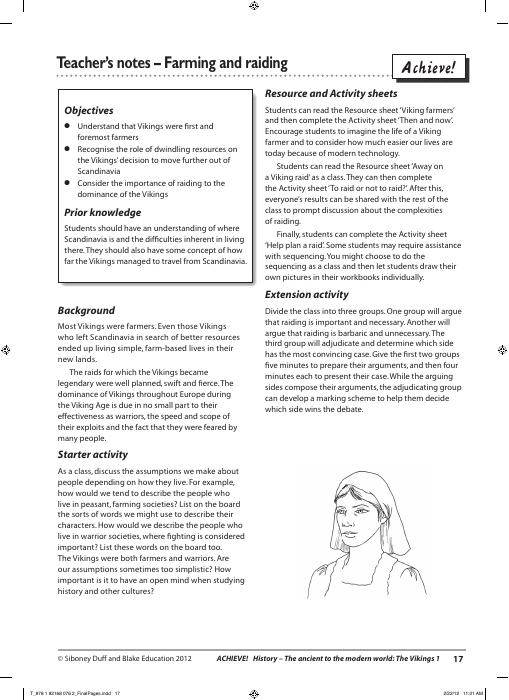 Teacher's notes – Farming and raiding
Achieve!
Objectives
● Understand that Vikings were first and
foremost farmers
● Recognise the role of dwindling resources on
the Vikings' decision to move further out of
Scandinavia
● Consider the importance of raiding to the
dominance of the Vikings
Prior knowledge
Students should have an understanding of where
Scandinavia is and the difficulties inherent in living
there. They should also have some concept of how
far the Vikings managed to travel from Scandinavia.
Background
Most Vikings were farmers. Even those Vikings
who left Scandinavia in search of better resources
ended up living simple, farm-based lives in their
new lands.
The raids for which the Vikings became
legendary were well planned, swift and fierce. The
dominance of Vikings throughout Europe during
the Viking Age is due in no small part to their
effectiveness as warriors, the speed and scope of
their exploits and the fact that they were feared by
many people.
Starter activity
As a class, discuss the assumptions we make about
people depending on how they live. For example,
how would we tend to describe the people who
live in peasant, farming societies? List on the board
the sorts of words we might use to describe their
characters. How would we describe the people who
live in warrior societies, where fighting is considered
important? List these words on the board too.
The Vikings were both farmers and warriors. Are
our assumptions sometimes too simplistic? How
important is it to have an open mind when studying
history and other cultures?
Resource and Activity sheets
Students can read the Resource sheet 'Viking farmers'
and then complete the Activity sheet 'Then and now'.
Encourage students to imagine the life of a Viking
farmer and to consider how much easier our lives are
today because of modern technology.
Students can read the Resource sheet 'Away on
a Viking raid' as a class. They can then complete
the Activity sheet 'To raid or not to raid?'. After this,
everyone's results can be shared with the rest of the
class to prompt discussion about the complexities
of raiding.
Finally, students can complete the Activity sheet
'Help plan a raid'. Some students may require assistance
with sequencing. You might choose to do the
sequencing as a class and then let students draw their
own pictures in their workbooks individually.
Extension activity
Divide the class into three groups. One group will argue
that raiding is important and necessary. Another will
argue that raiding is barbaric and unnecessary. The
third group will adjudicate and determine which side
has the most convincing case. Give the first two groups
five minutes to prepare their arguments, and then four
minutes each to present their case. While the arguing
sides compose their arguments, the adjudicating group
can develop a marking scheme to help them decide
which side wins the debate.
© Siboney Duff and Blake Education 2012
ACHIEVE! History – The ancient to the modern world: The Vikings 1 17